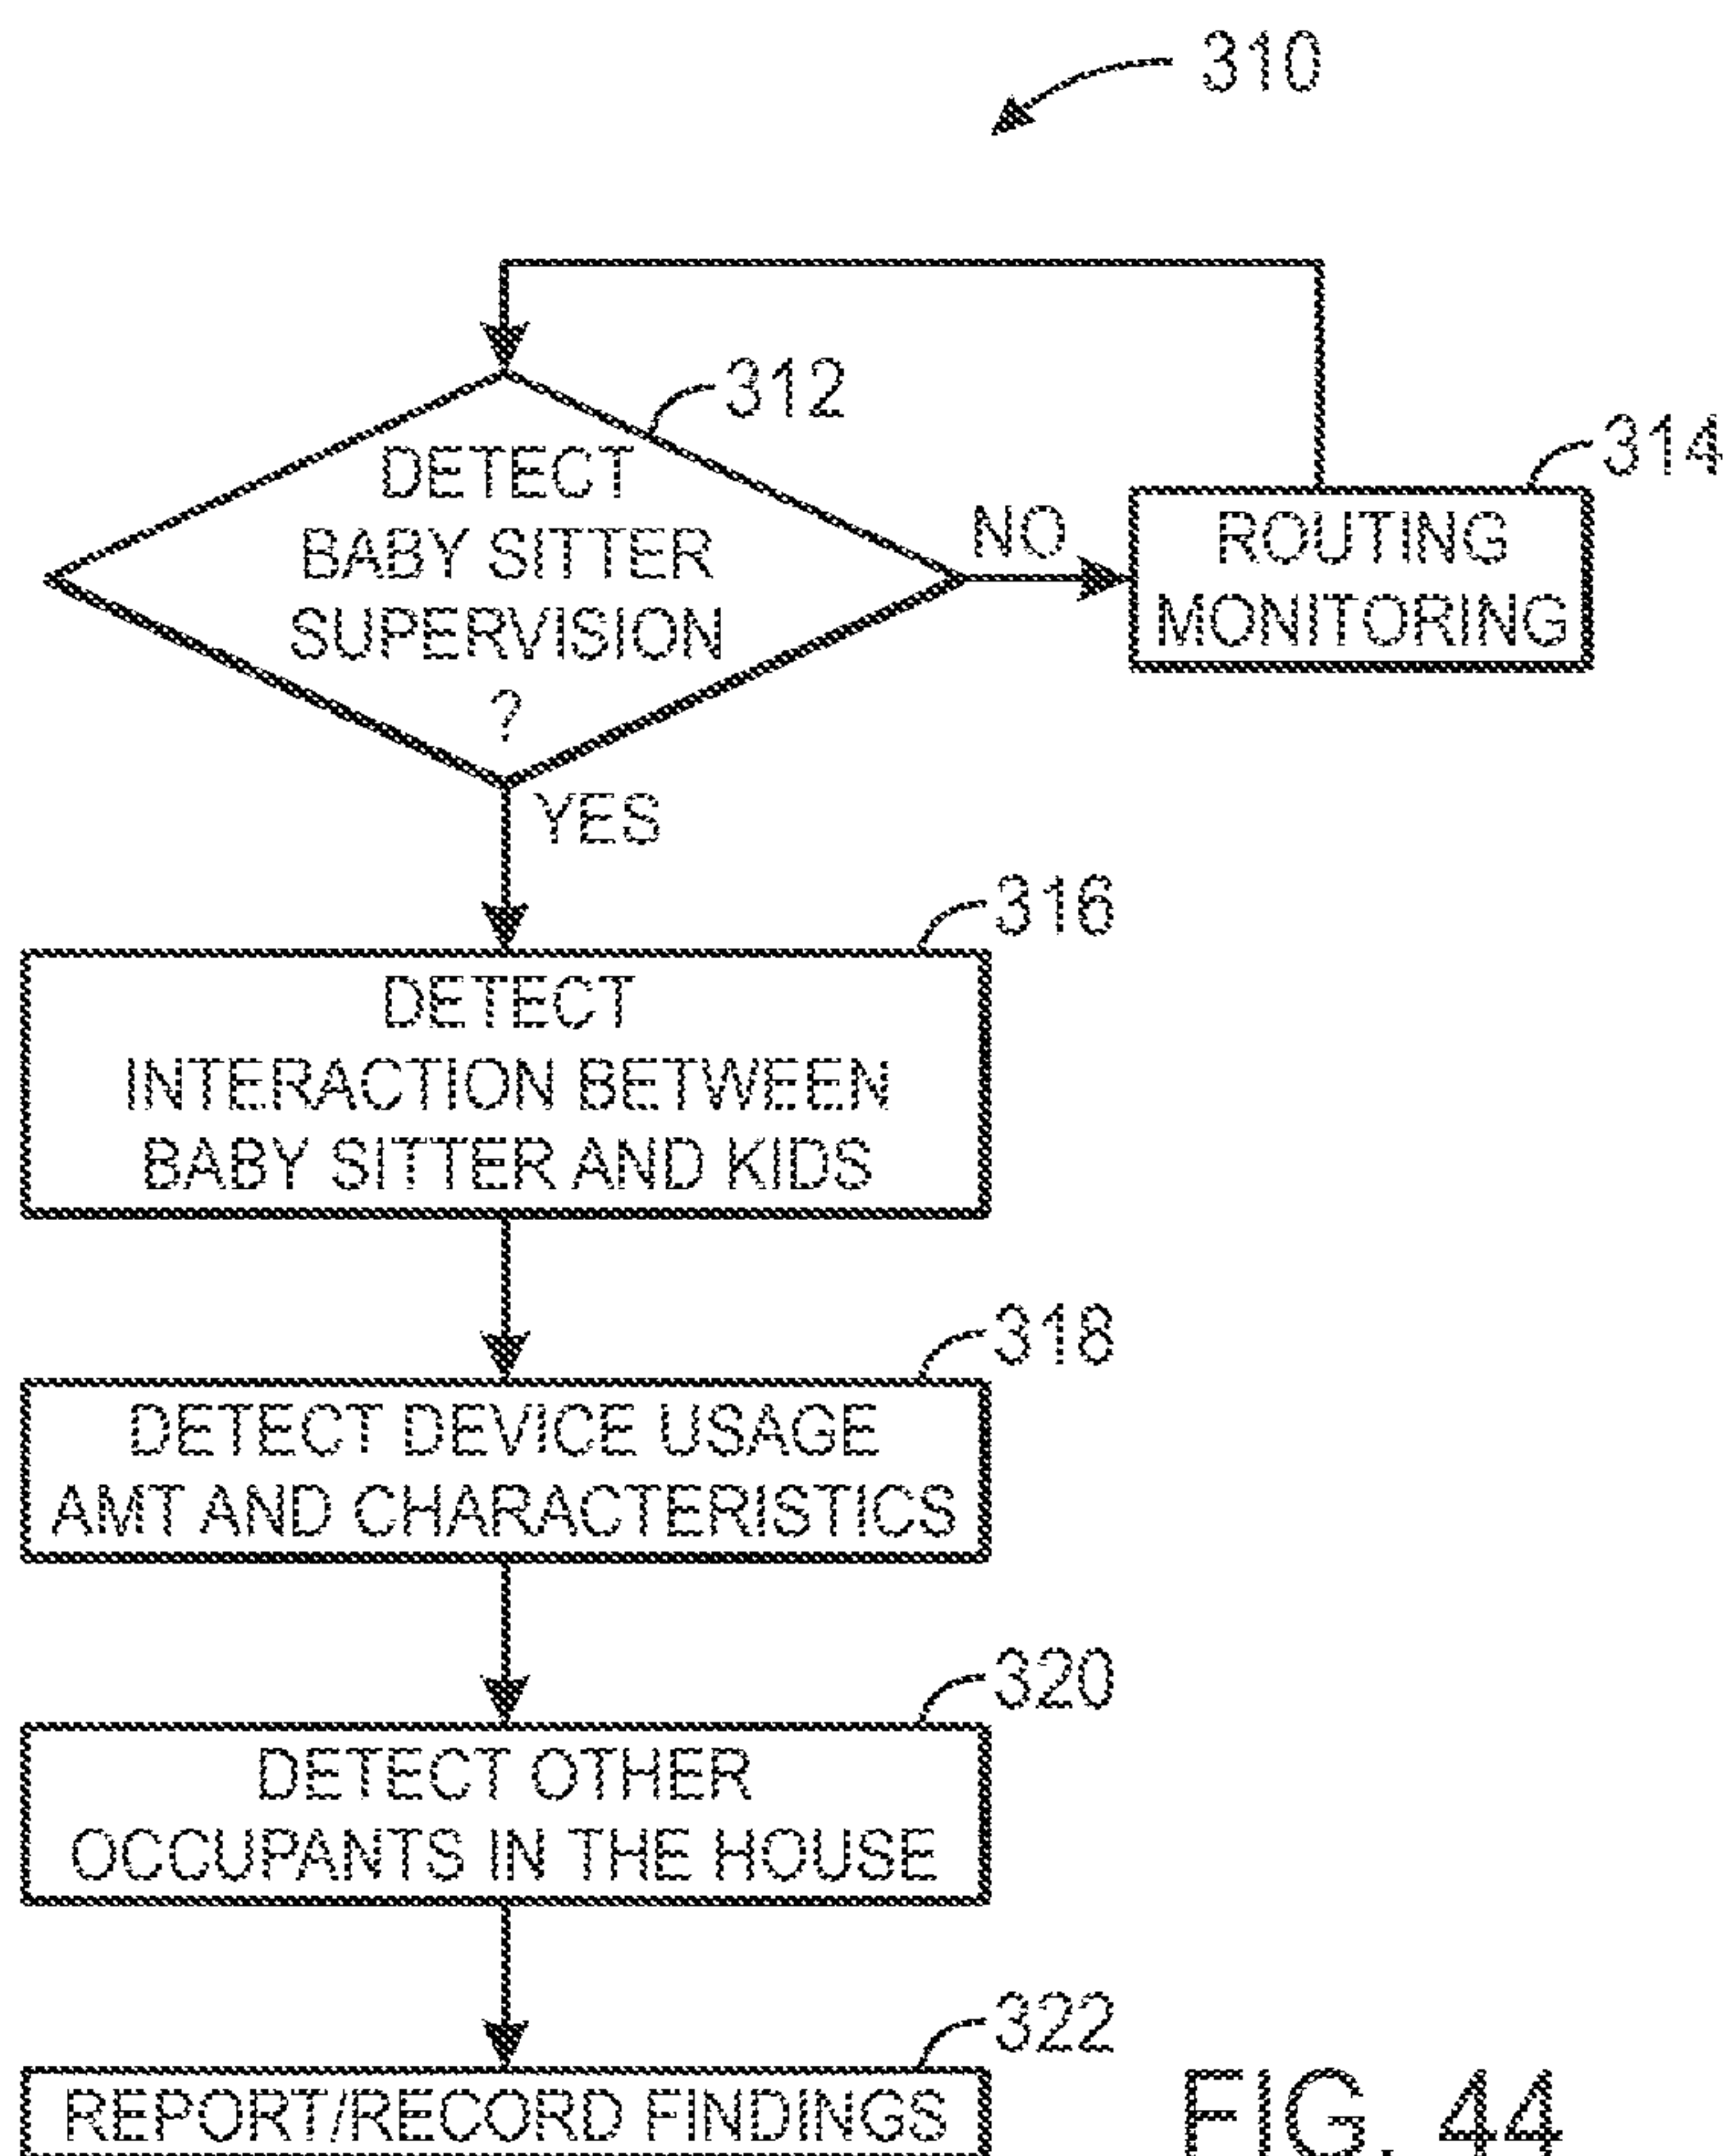 310
312
DETECT
BABY SITTER
SUPERVISION
?
NO
314
ROUTING
MONITORING
YES
316
DETECT
INTERACTION BETWEEN
BABY SITTER AND KIDS
318
DETECT DEVICE USAGE
AMT AND CHARACTERISTICS
320
DETECT OTHER
OCCUPANTS IN THE HOUSE
322
REPORT/RECORD FINDINGS
FIG. 44